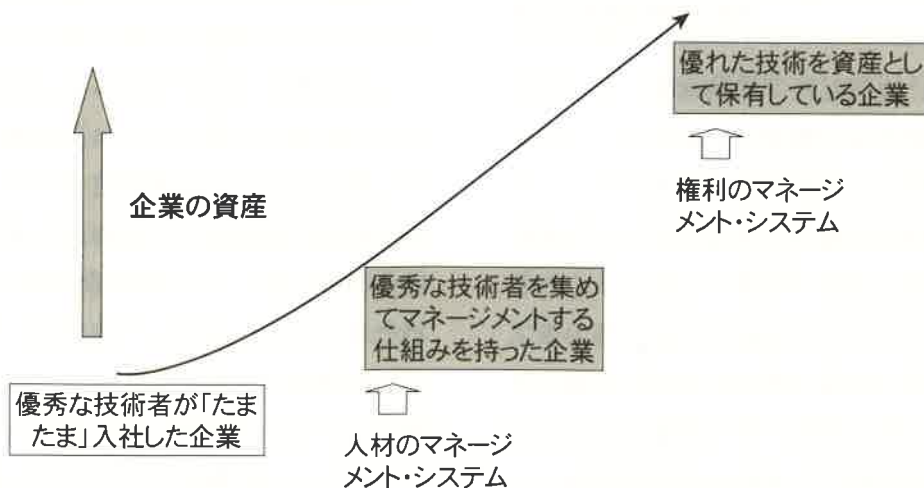 優れた技術を資産とし
て保有している企業
権利のマネージ
メント・システム
企業の資産
優秀な技術者を集め
てマネージメントする
仕組みを持った企業
優秀な技術者が「たま
たま」入社した企業
人材のマネージ
メント・システム